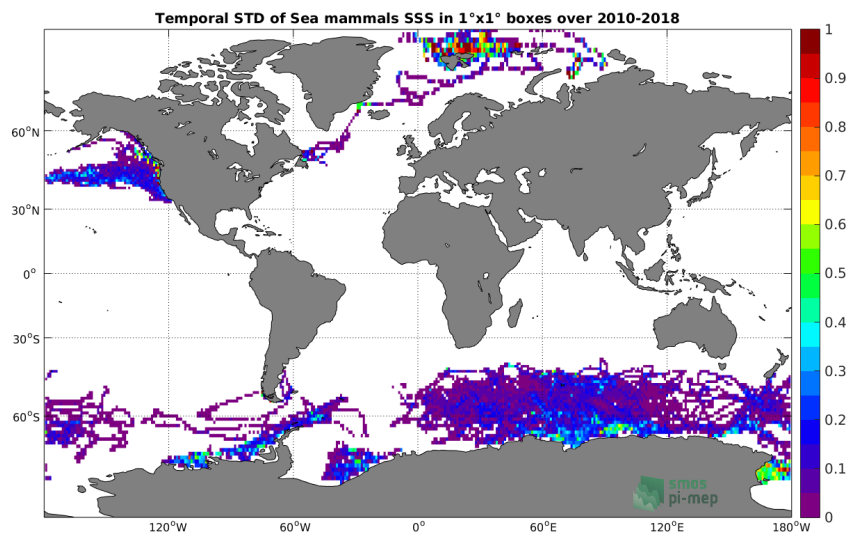 Temporal STD of Sea mammals SSS in 1°x1° boxes over 2010-2018
60°N
30°N
0°
30°S
60°S
120°W
60°W
0°
60°E
120°E
180°W
1
0.9
0.8
0.7
0.6
0.5
0.4
0.3
0.2
0.1
0
smos
pi-mep